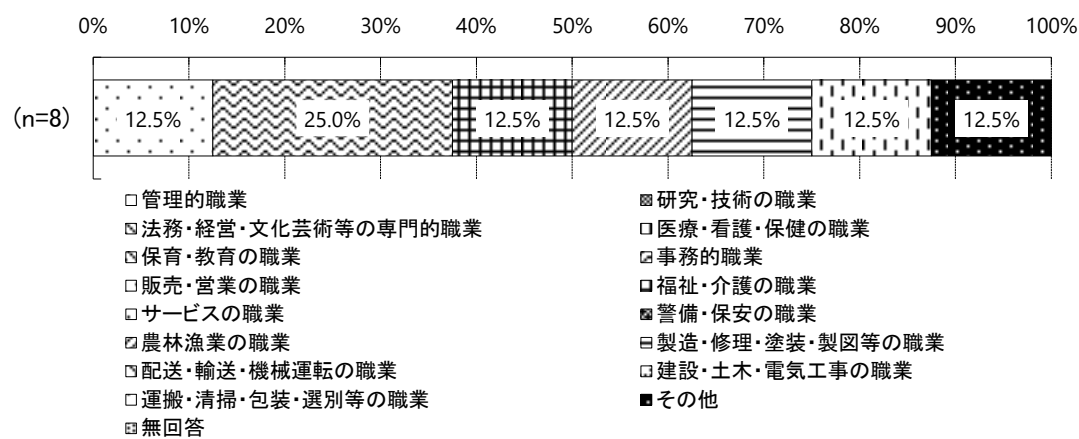 0% 10% 20% 30% 40% 50% 60% 70% 80% 90% 100%
(n=8) 12.5% 25.0% 12.5% 12.5% 12.5% 12.5% 12.5%
管理的職業 研究・技術の職業
法務・経営・文化芸術等の専門的職業 医療・看護・保健の職業
保育・教育の職業 事務的職業
販売・営業の職業 福祉・介護の職業
サービスの職業 警備・保安の職業
農林漁業の職業 製造・修理・塗装・製図等の職業
配送・輸送・機械運転の職業 建設・土木・電気工事の職業
運搬・清掃・包装・選別等の職業 その他
無回答